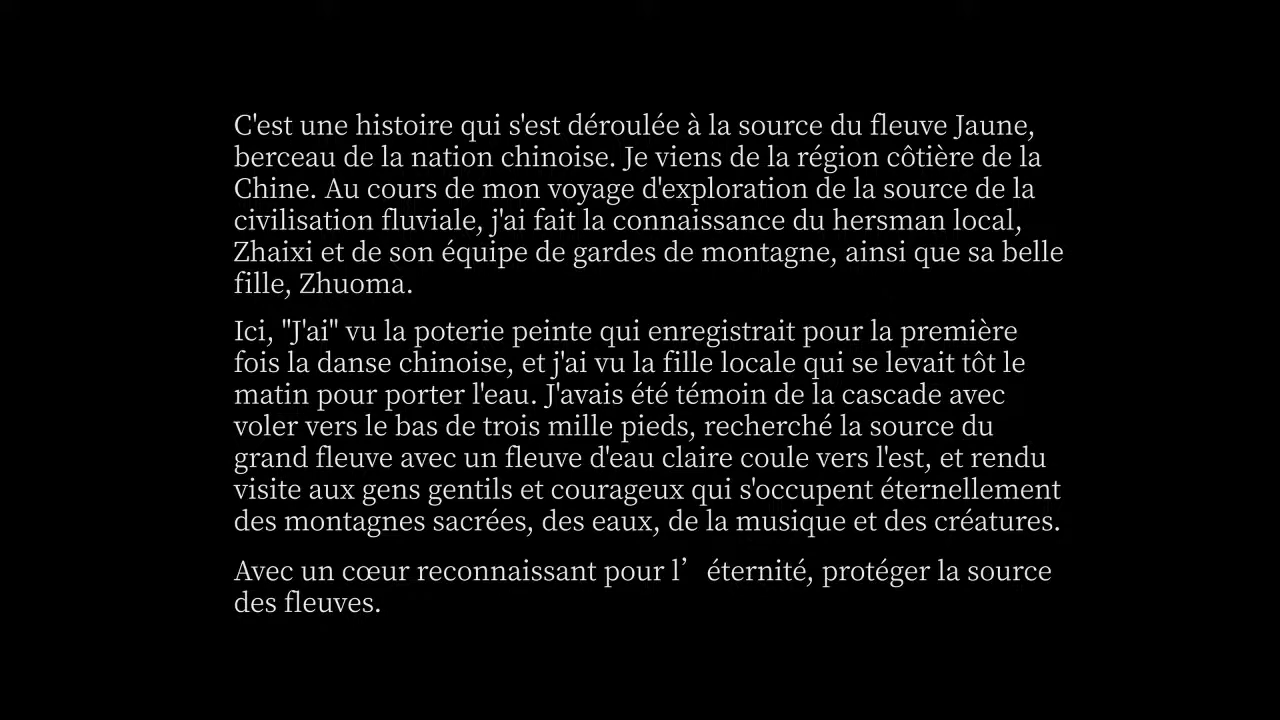 C'est une histoire qui s'est déroulée à la source du fleuve Jaune,
berceau de la nation chinoise. Je viens de la région côtière de la
Chine. Au cours de mon voyage d'exploration de la source de la
civilisation fluviale, j'ai fait la connaissance du hersman local,
Zhaixi et de son équipe de gardes de montagne, ainsi que sa belle
fille, Zhuoma.
Ici, "J'ai" vu la poterie peinte qui enregistrait pour la première
fois la danse chinoise, et j'ai vu la fille locale qui se levait tôt le
matin pour porter l'eau. J'avais été témoin de la cascade avec
voler vers le bas de trois mille pieds, recherché la source du
grand fleuve avec un fleuve d'eau claire coule vers l'est, et rendu
visite aux gens gentils et courageux qui s'occupent éternellement
des montagnes sacrées, des eaux, de la musique et des créatures.
Avec un cœur reconnaissant pour l’éternité, protéger la source
des fleuves.